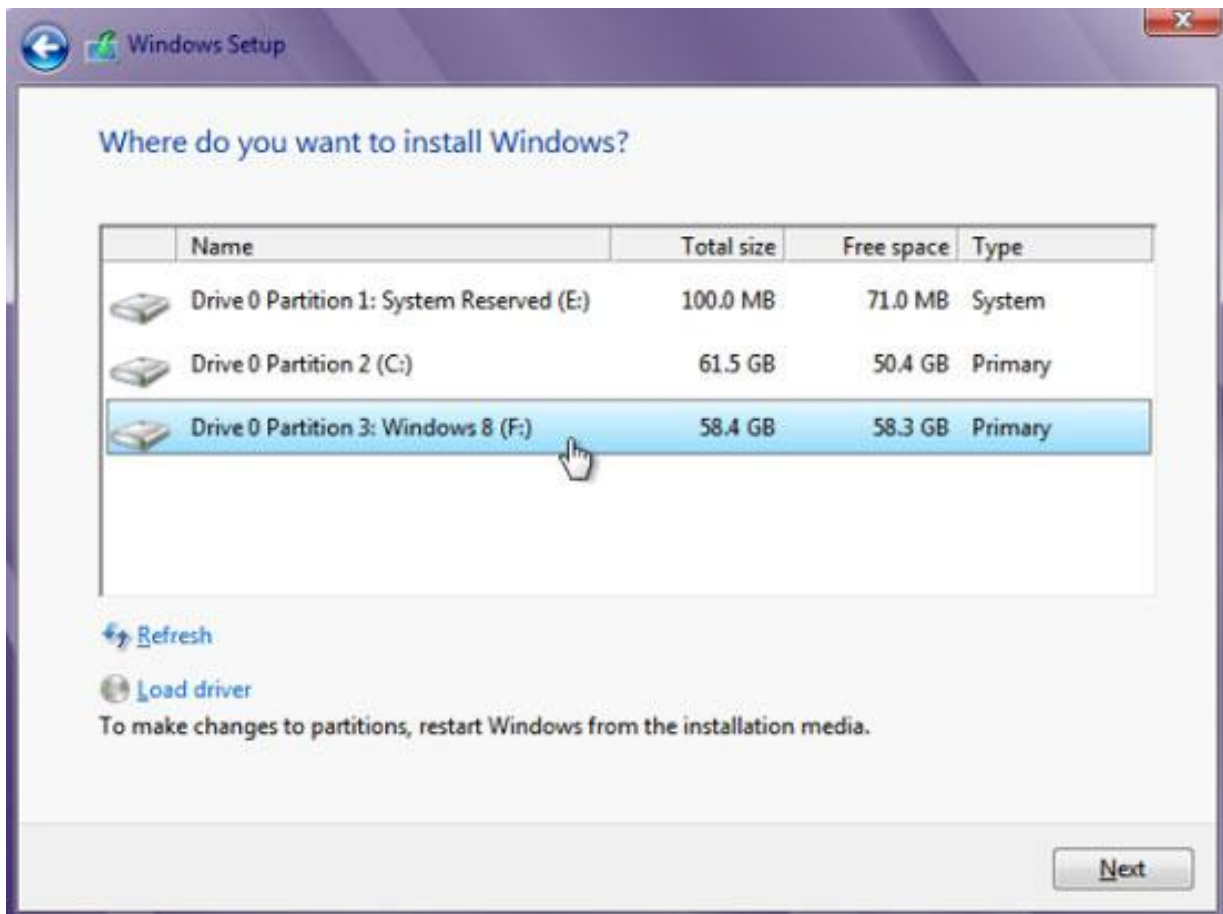 Windows Setup
Where do you want to install Windows?
Name Total size Free space Type
Drive 0 Partition 1: System Reserved (E:) 100.0 MB 71.0 MB System
Drive 0 Partition 2 (C:) 61.5 GB 50.4 GB Primary
Drive 0 Partition 3: Windows 8 (F:) 58.4 GB 58.3 GB Primary
Refresh
Load driver
To make changes to partitions, restart Windows from the installation media.
Next